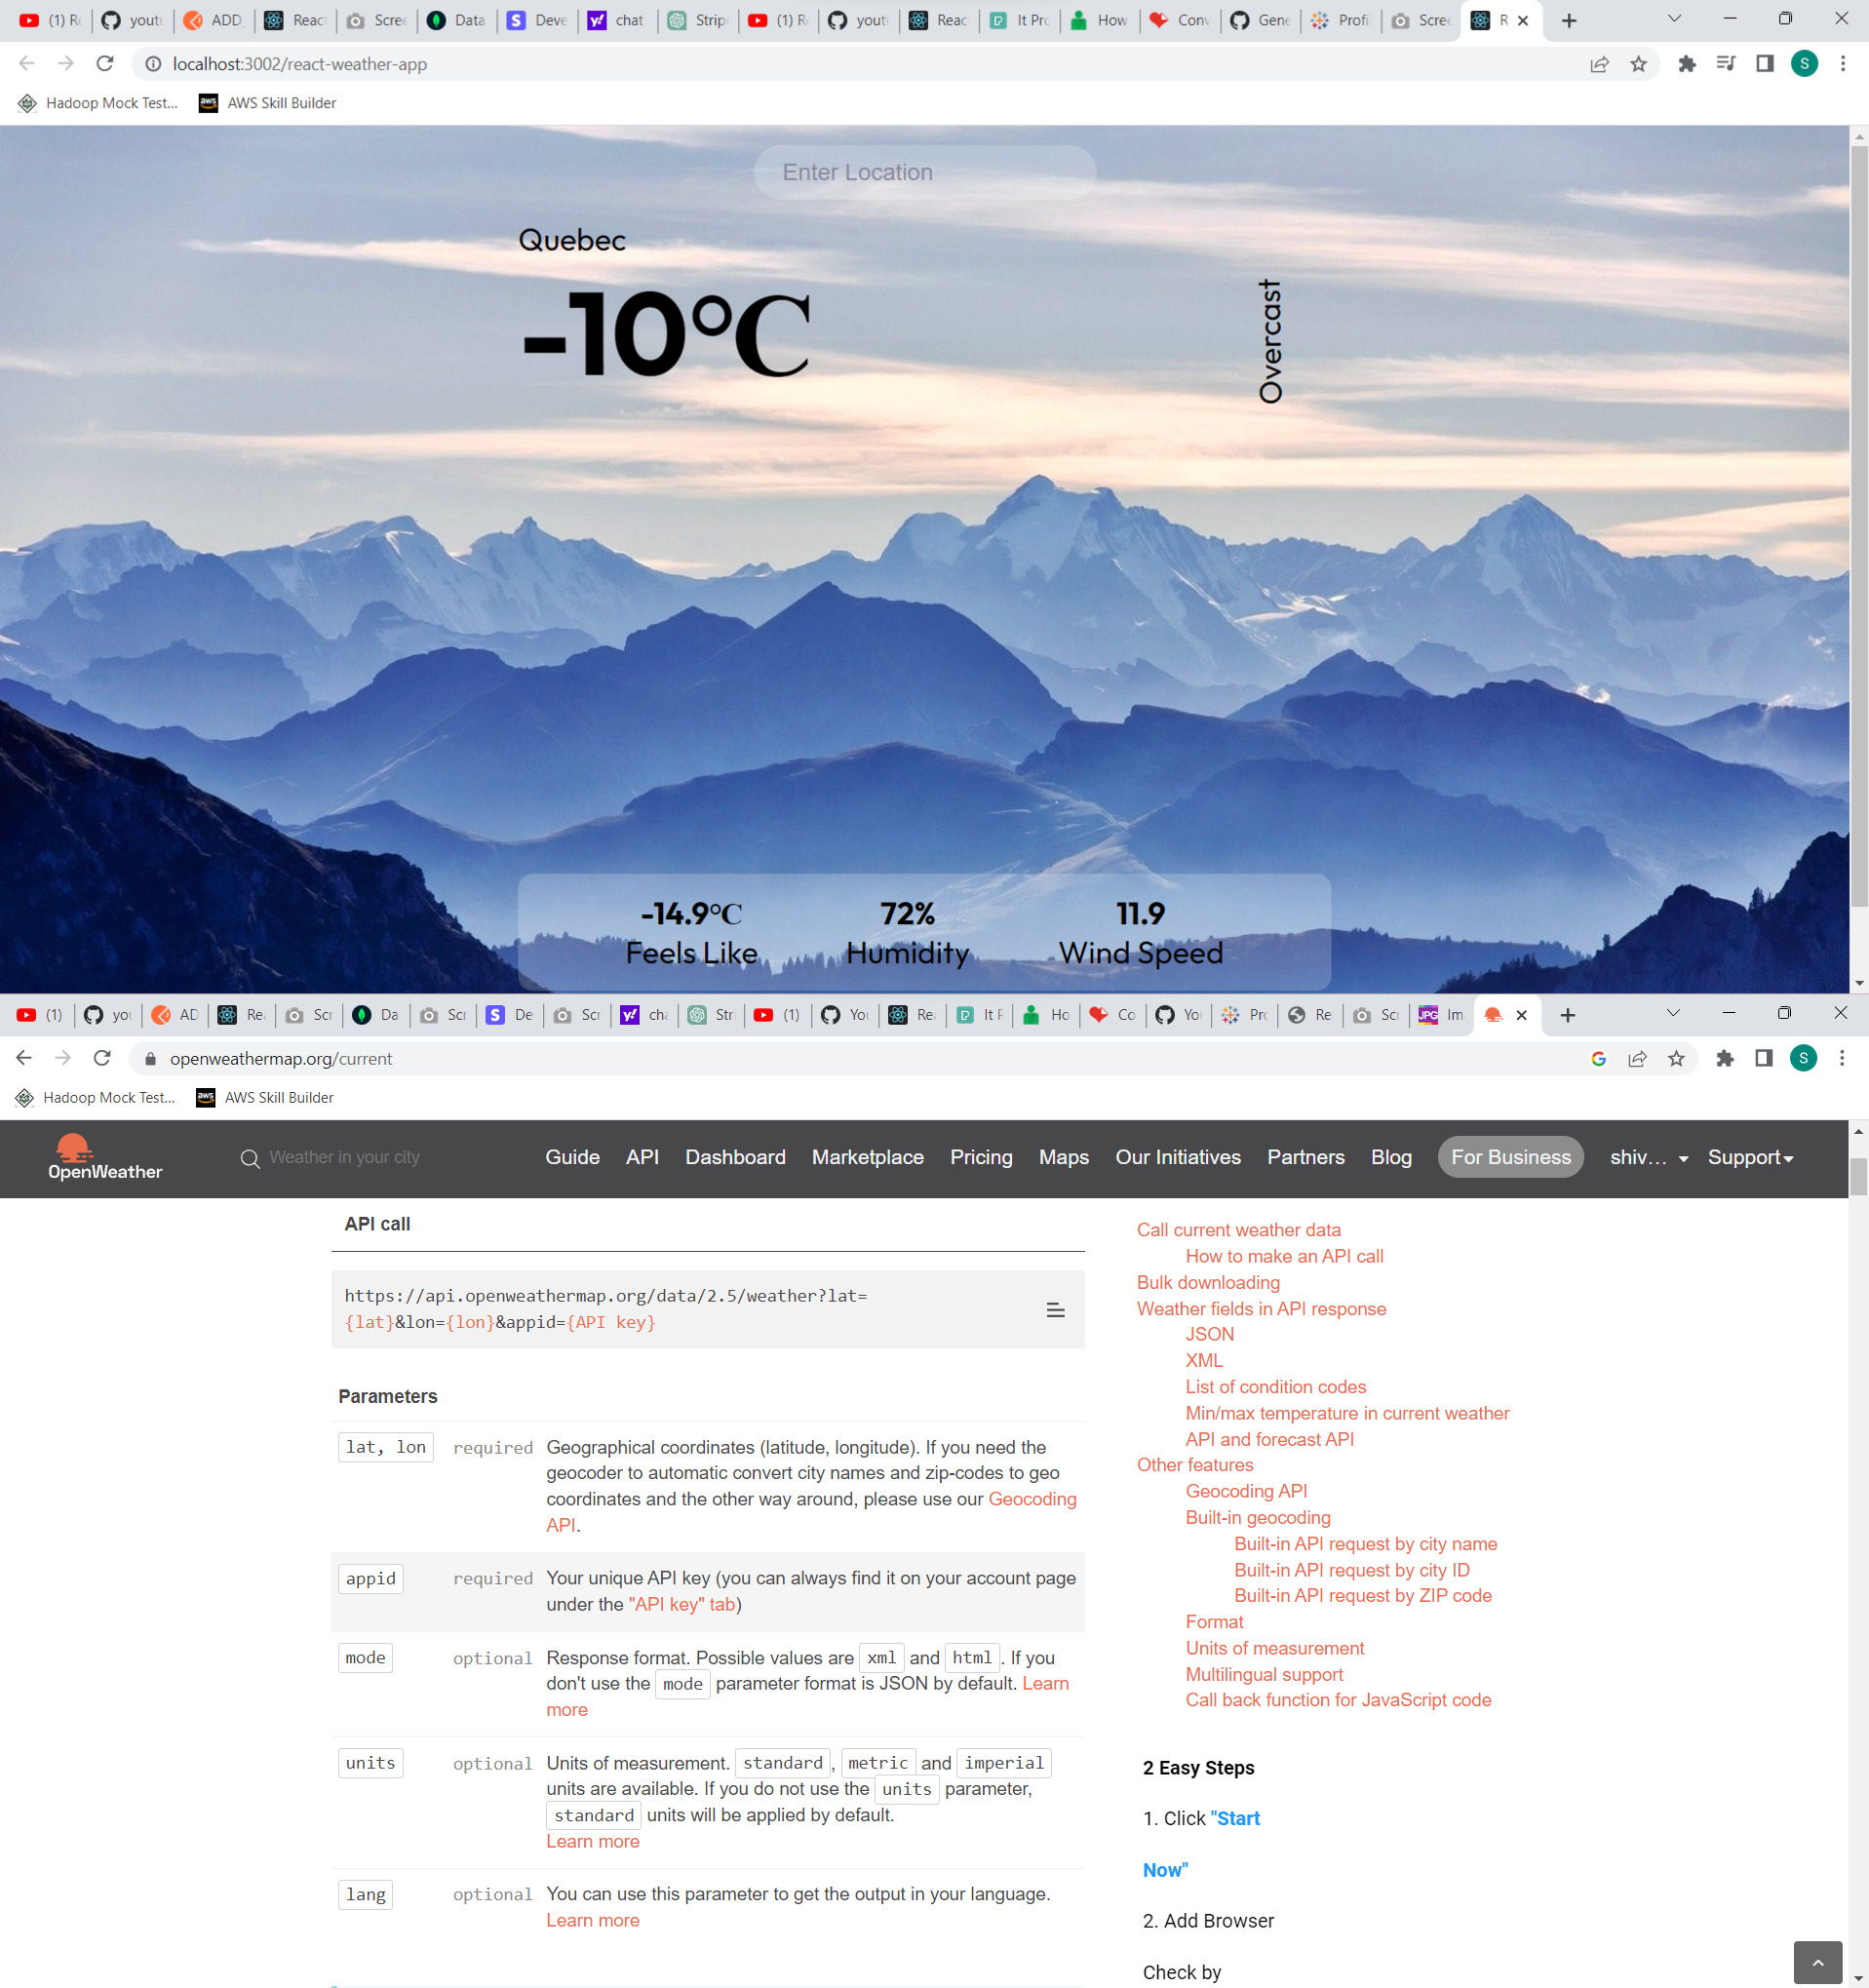 (1) Re
yout
ADD_
React
Scree
Data
Deve
chat
Strip
(1) R
yout
Reac
It Pro
How
Conv
Gene
Profi
Scree
R
localhost:3002/react-weather-app
S
Hadoop Mock Test...
AWS Skill Builder
Enter Location
Quebec
-10℃
Overcast
-14.9℃
72%
11.9
Feels Like
Humidity
Wind Speed
(1)
you
AD
Rea
Scr
Da
Scr
De
Scr
cha
Str
(1)
You
Rea
It P
Ho
Co
You
Pro
Re
Scr
Im
openweathermap.org/current
S
Hadoop Mock Test...
AWS Skill Builder
OpenWeather
Weather in your city
Guide
API
Dashboard
Marketplace
Pricing
Maps
Our Initiatives
Partners
Blog
For Business
shiv...
Support
API call
https://api.openweathermap.org/data/2.5/weather?lat=
{lat}&lon={lon}&appid={API key}
Parameters
lat, lon required Geographical coordinates (latitude, longitude). If you need the
geocoder to automatic convert city names and zip-codes to geo
coordinates and the other way around, please use our Geocoding
API.
appid required Your unique API key (you can always find it on your account page
under the "API key" tab)
mode optional Response format. Possible values are xml and html. If you
don't use the mode parameter format is JSON by default. Learn
more
units optional Units of measurement. standard, metric and imperial
units are available. If you do not use the units parameter,
standard units will be applied by default.
Learn more
lang optional You can use this parameter to get the output in your language.
Learn more
Call current weather data
How to make an API call
Bulk downloading
Weather fields in API response
JSON
XML
List of condition codes
Min/max temperature in current weather
API and forecast API
Other features
Geocoding API
Built-in geocoding
Built-in API request by city name
Built-in API request by city ID
Built-in API request by ZIP code
Format
Units of measurement
Multilingual support
Call back function for JavaScript code
2 Easy Steps
1. Click "Start
Now"
2. Add Browser
Check by